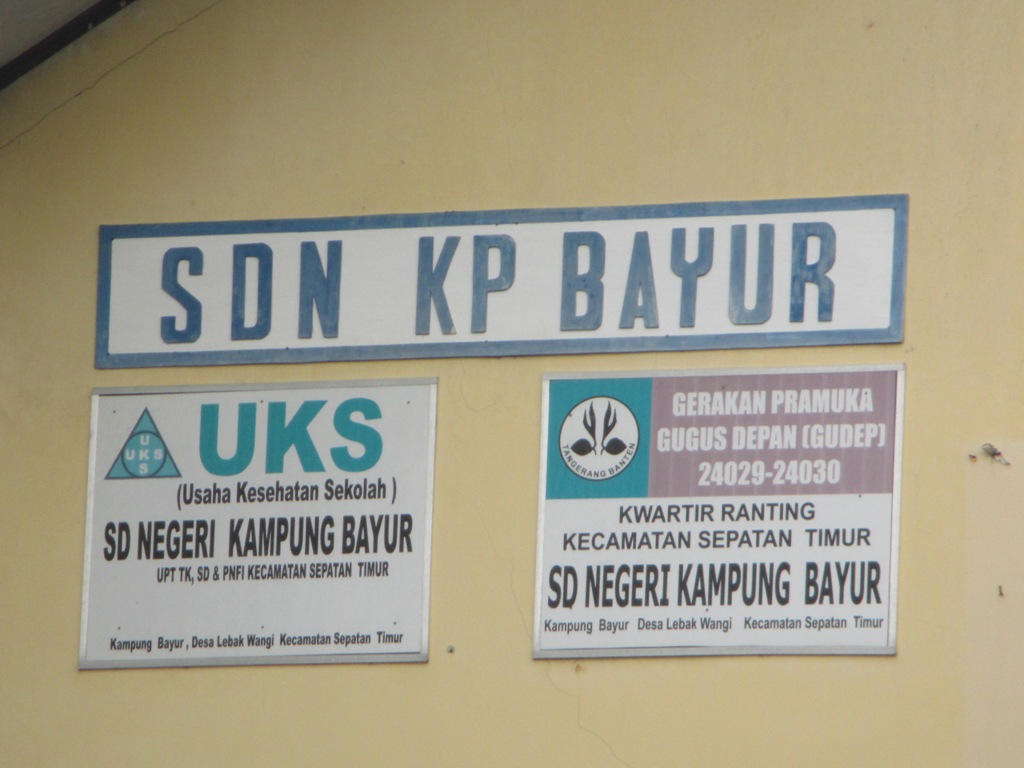 SDN KP BAYUR
UKS
U
UKS
S
(Usaha Kesehatan Sekolah )
SD NEGERI KAMPUNG BAYUR
UPT TK, SD & PNFI KECAMATAN SEPATAN TIMUR
Kampung Bayur , Desa Lebak Wangi Kecamatan Sepatan Timur
GERAKAN PRAMUKA
GUGUS DEPAN (GUDEP)
24029-24030
TANGERANG BANTEN
KWARTIR RANTING
KECAMATAN SEPATAN TIMUR
SD NEGERI KAMPUNG BAYUR
Kampung Bayur Desa Lebak Wangi Kecamatan Sepatan Timur